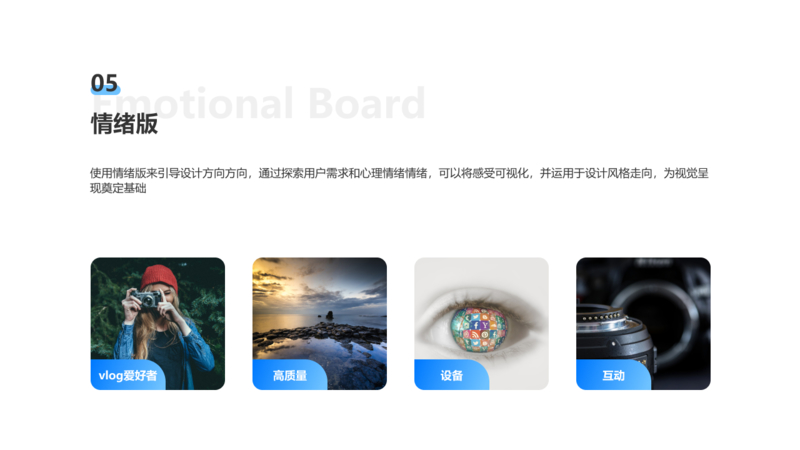 05
Emotional Board
情绪版
使用情绪版来引导设计方向方向，通过探索用户需求和心理情绪情绪，可以将感受可视化，并运用于设计风格走向，为视觉呈
现奠定基础
vlog爱好者
高质量
设备
互动